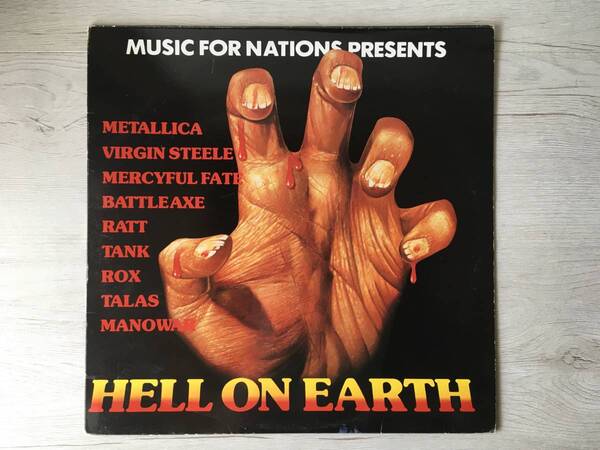 MUSIC FOR NATIONS PRESENTS
METALLICA
VIRGIN STEELE
MERCYFUL FATE
BATTLEAXE
RATT
TANK
ROX
TALAS
MANOWAR
HELL ON EARTH